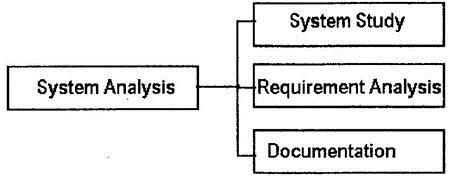 System Study
System Analysis
Requirement Analysis
Documentation